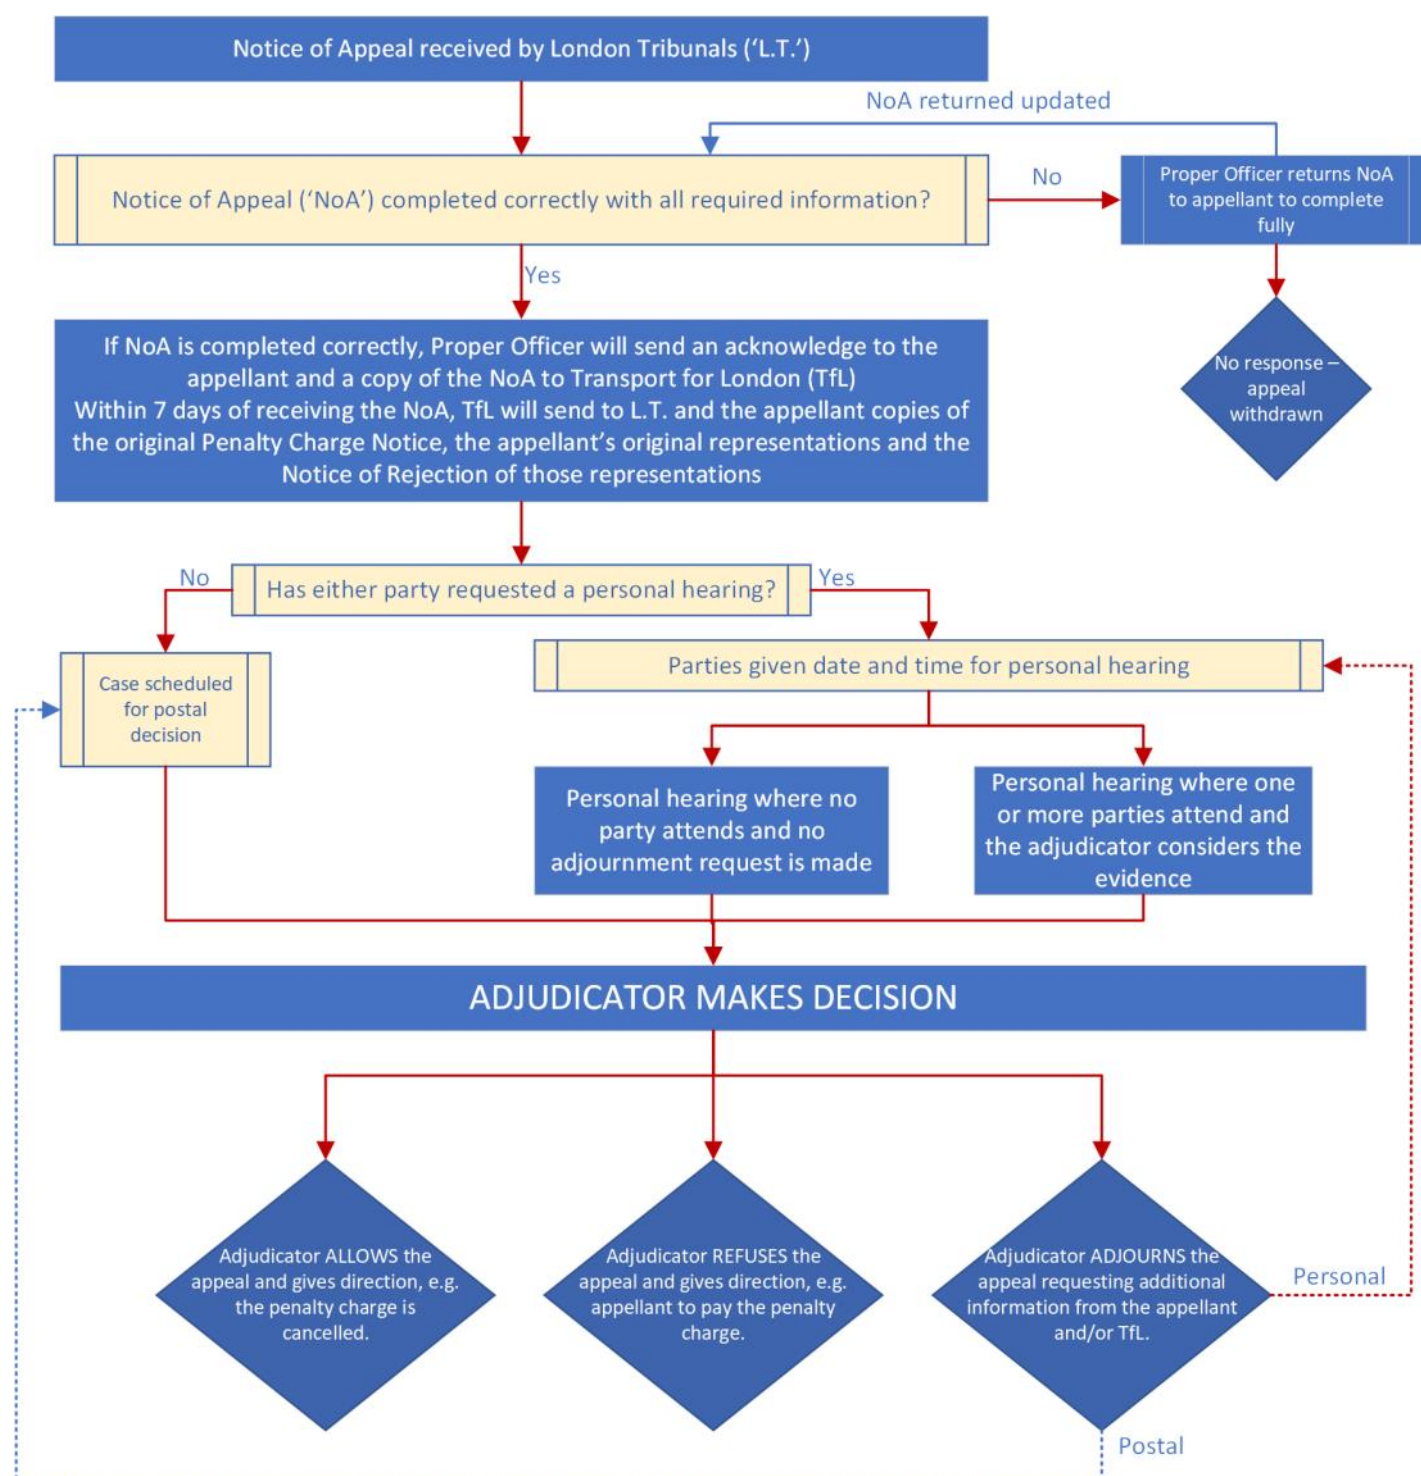 Notice of Appeal received by London Tribunals (‘L.T.’)
NoA returned updated
Notice of Appeal (‘NoA’) completed correctly with all required information?
No
Proper Officer returns NoA
to appellant to complete
fully
Yes
If NoA is completed correctly, Proper Officer will send an acknowledge to the
appellant and a copy of the NoA to Transport for London (TfL)
Within 7 days of receiving the NoA, TfL will send to L.T. and the appellant copies of
the original Penalty Charge Notice, the appellant’s original representations and the
Notice of Rejection of those representations
No response –
appeal
withdrawn
No
Has either party requested a personal hearing?
Yes
Case scheduled
for postal
decision
Parties given date and time for personal hearing
Personal hearing where no
party attends and no
adjournment request is made
Personal hearing where one
or more parties attend and
the adjudicator considers the
evidence
ADJUDICATOR MAKES DECISION
Adjudicator ALLOWS the
appeal and gives direction, e.g.
the penalty charge is
cancelled.
Adjudicator REFUSES the
appeal and gives direction, e.g.
appellant to pay the penalty
charge.
Adjudicator ADJOURNS the
appeal requesting additional
information from the appellant
and/or TfL.
Personal
Postal